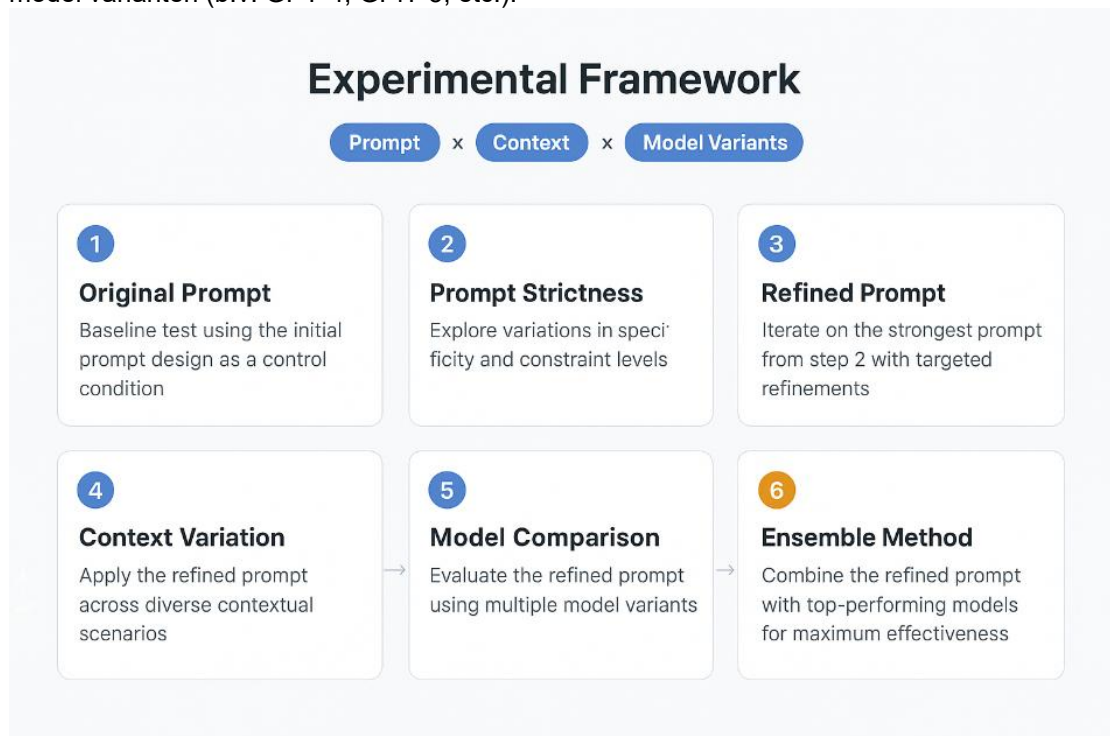 Experimental Framework
Prompt x Context x Model Variants
1
Original Prompt
Baseline test using the initial
prompt design as a control
condition
2
Prompt Strictness
Explore variations in speci-
ficity and constraint levels
3
Refined Prompt
Iterate on the strongest prompt
from step 2 with targeted
refinements
4
Context Variation
Apply the refined prompt
across diverse contextual
scenarios
→
5
Model Comparison
Evaluate the refined prompt
using multiple model variants
→
6
Ensemble Method
Combine the refined prompt
with top-performing models
for maximum effectiveness